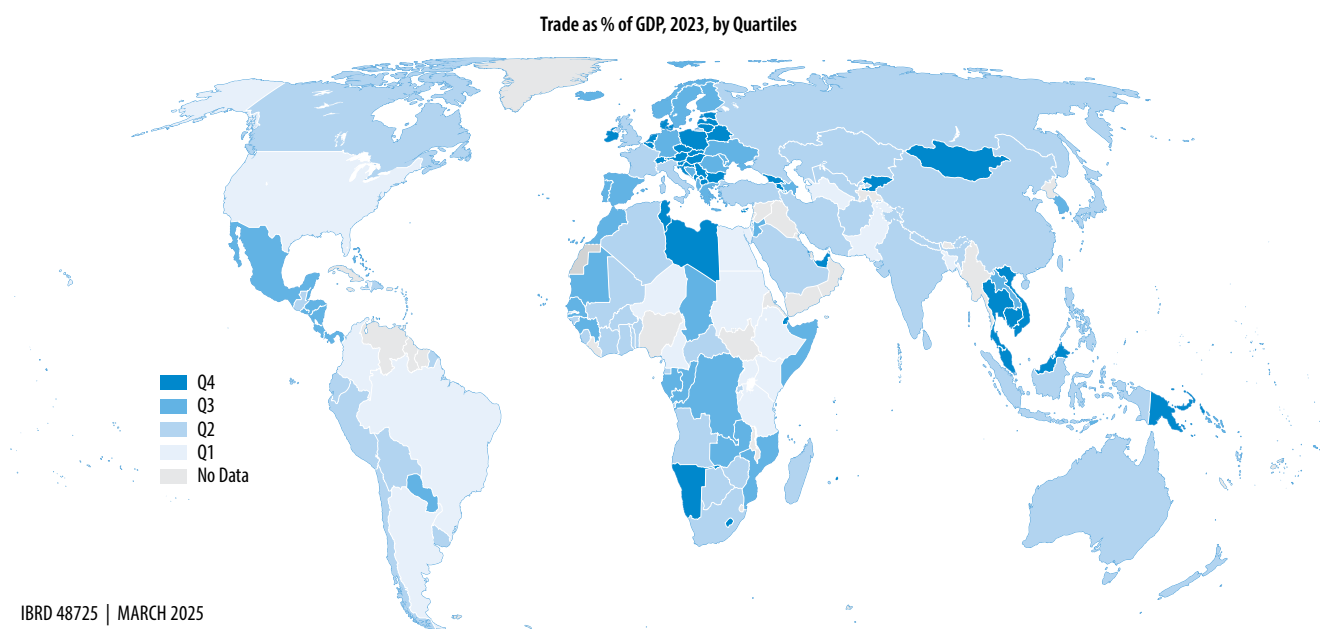 Trade as % of GDP, 2023, by Quartiles
Q4
Q3
Q2
Q1
No Data
IBRD 48725 | MARCH 2025